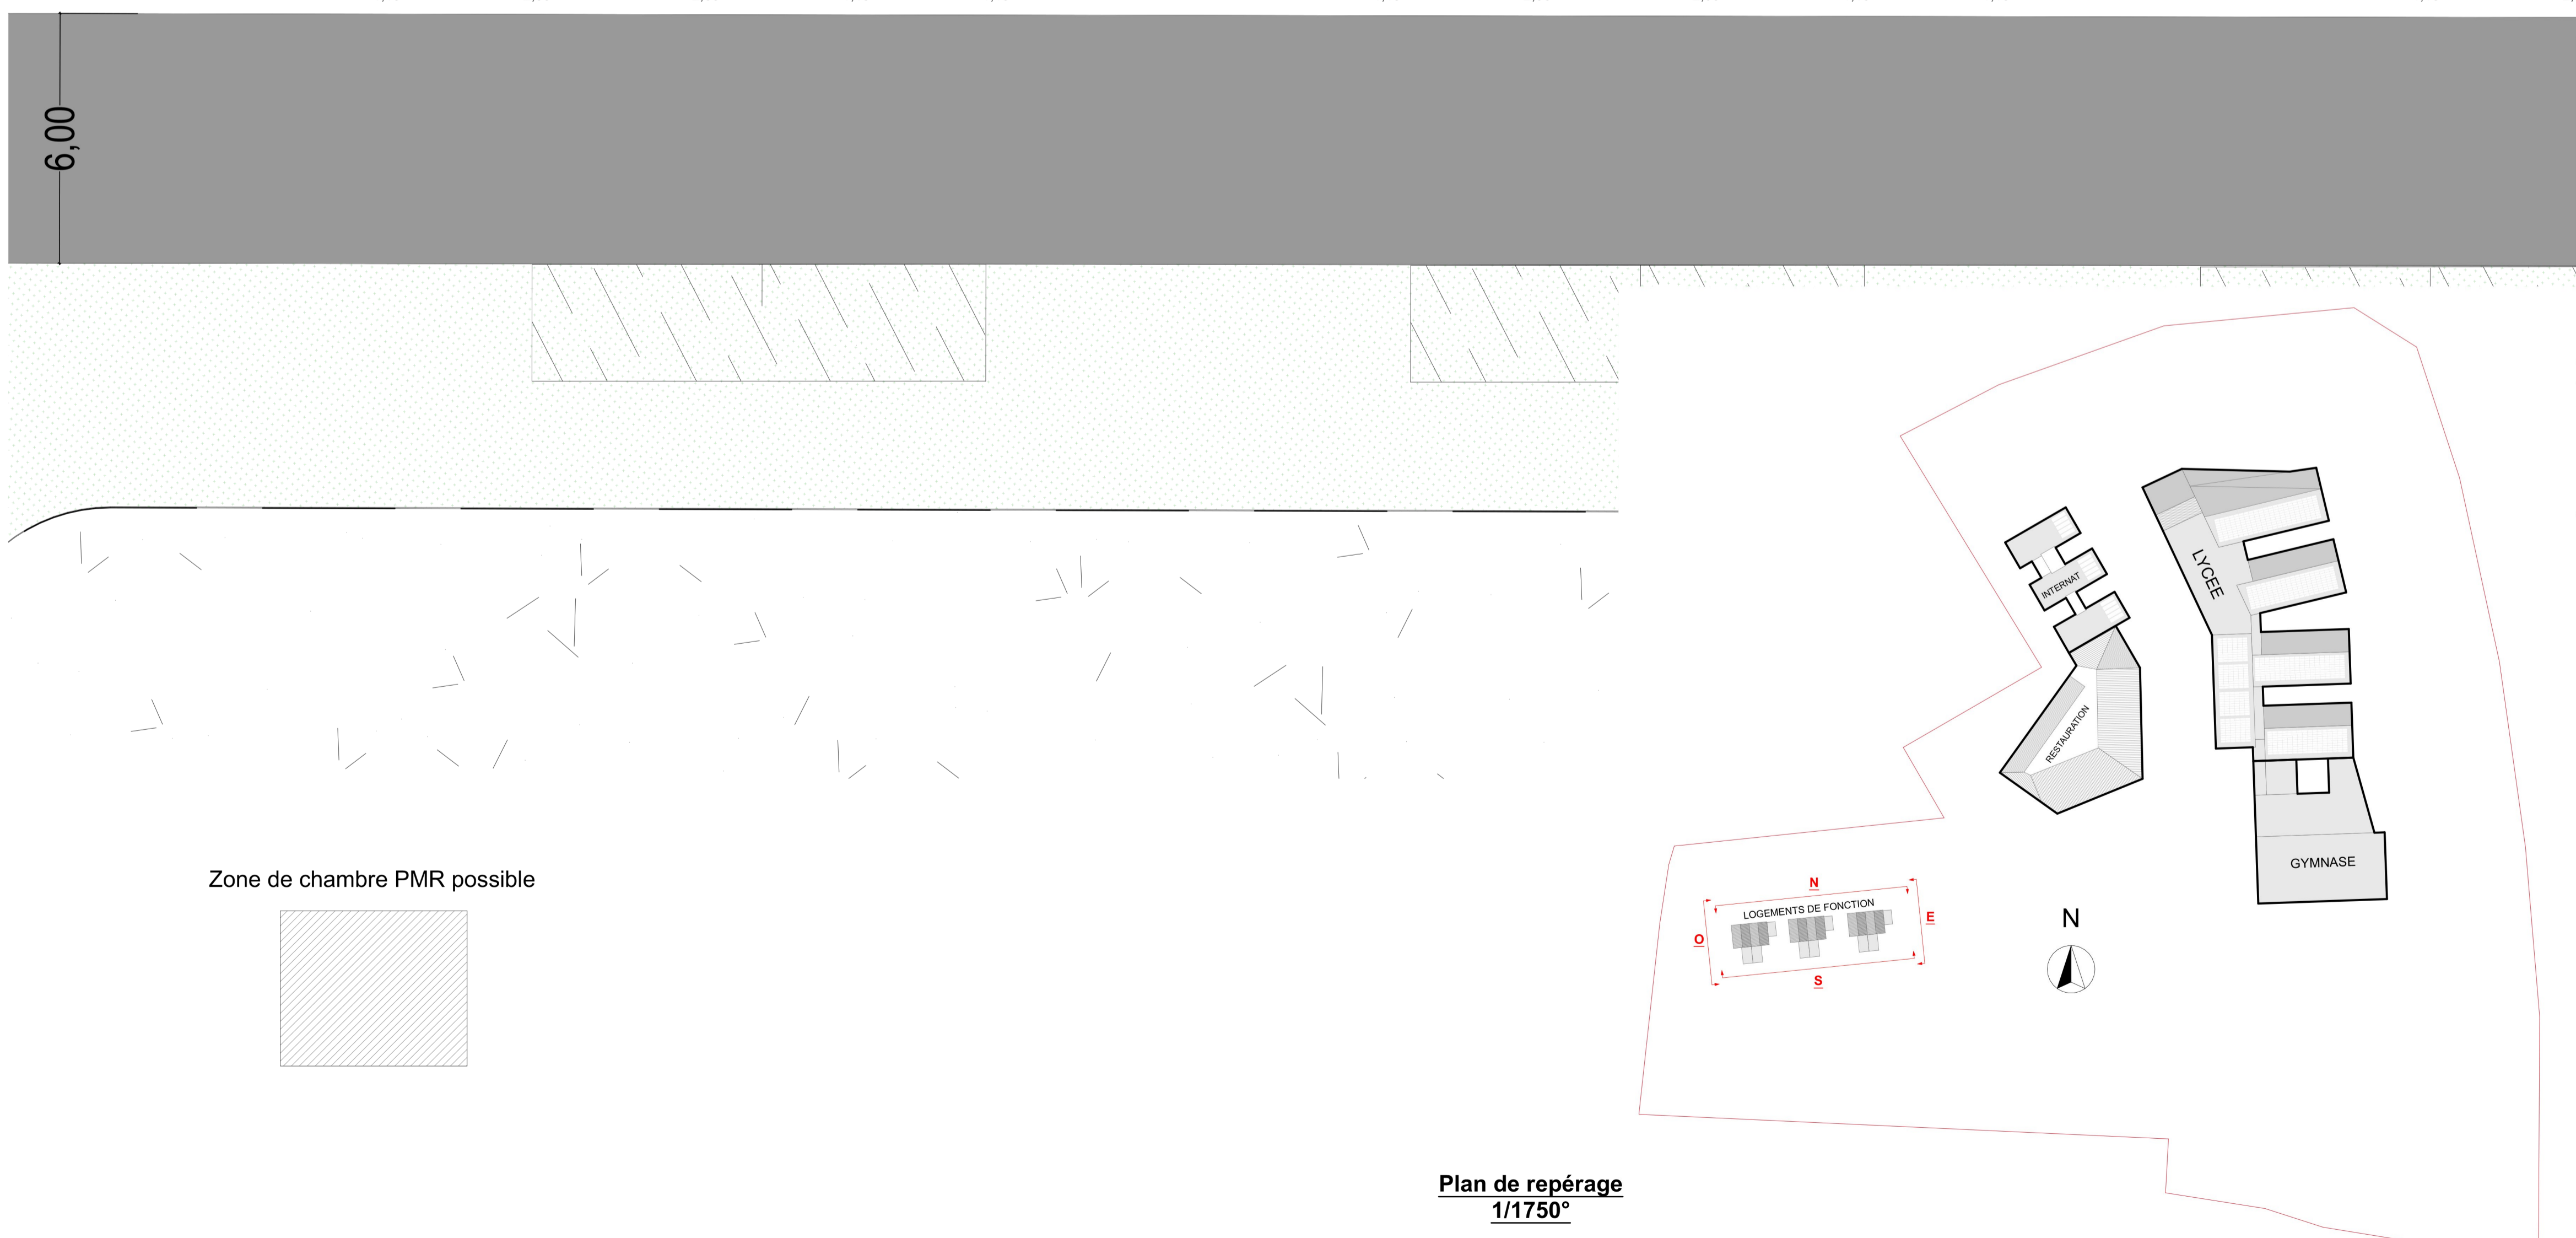 6,00
LYCEE
INTERNAT
RESTAURATION
GYMNASE
Zone de chambre PMR possible
N
LOGEMENTS DE FONCTION
O
E
S
N
Plan de repérage
1/1750°